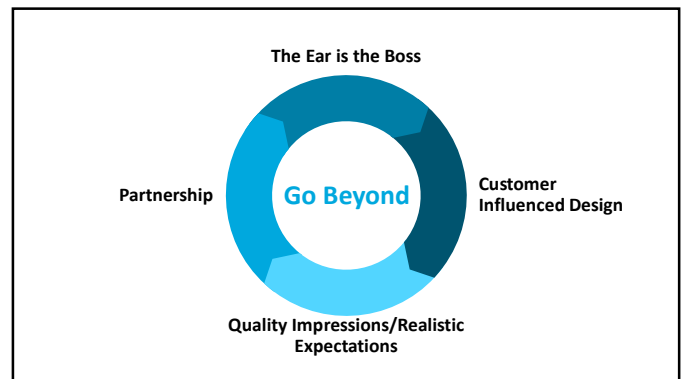 The Ear is the Boss
Partnership
Go Beyond
Customer
Influenced Design
Quality Impressions/Realistic
Expectations